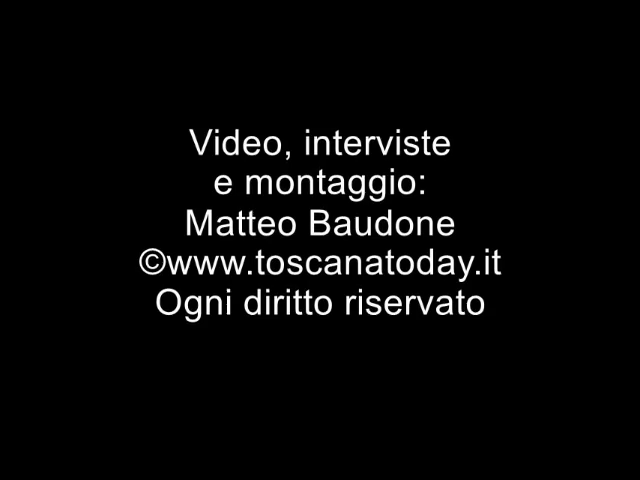 Video, interviste
e montaggio:
Matteo Baudone
©www.toscanatoday.it
Ogni diritto riservato